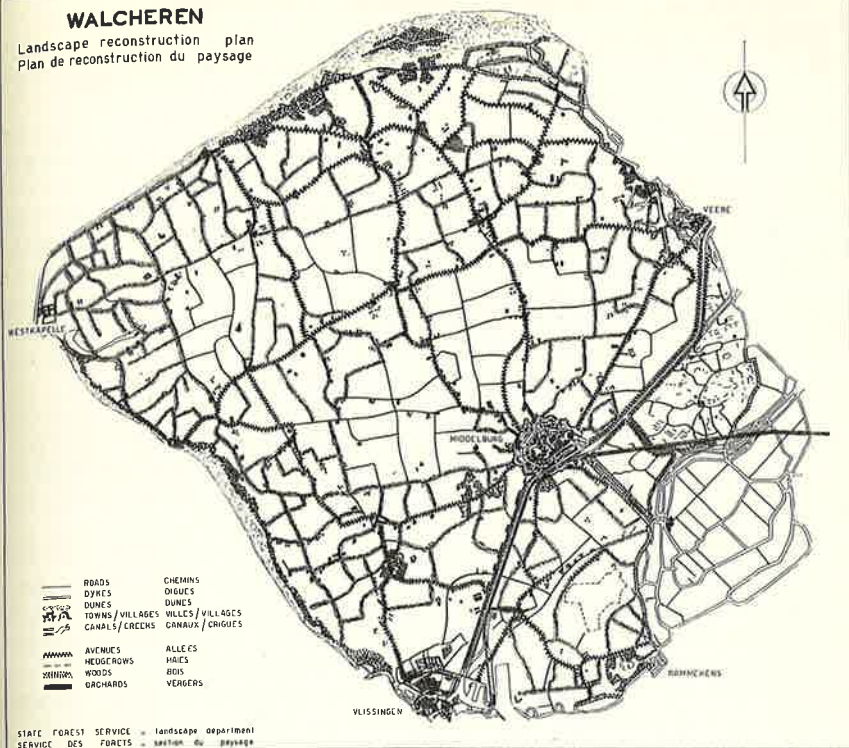 WALCHEREN
Landscape reconstruction plan
Plan de reconstruction du paysage
VEERE
WESTKAPELLE
MIDDELBURG
ROADS CHEMINS
DYKES DIGUES
DUNES DUNES
TOWNS/VILLAGES VILLES/VILLAGES
CANALS/CREEKS CANAUX/CRIQUES
AVENUES ALLEES
HEDGEROWS HAIES
WOODS BOIS
ORCHARDS VERGERS
RAMMEKENS
VLISSINGEN
STATE FOREST SERVICE - landscape department
SERVICE DES FORETS - section du paysage